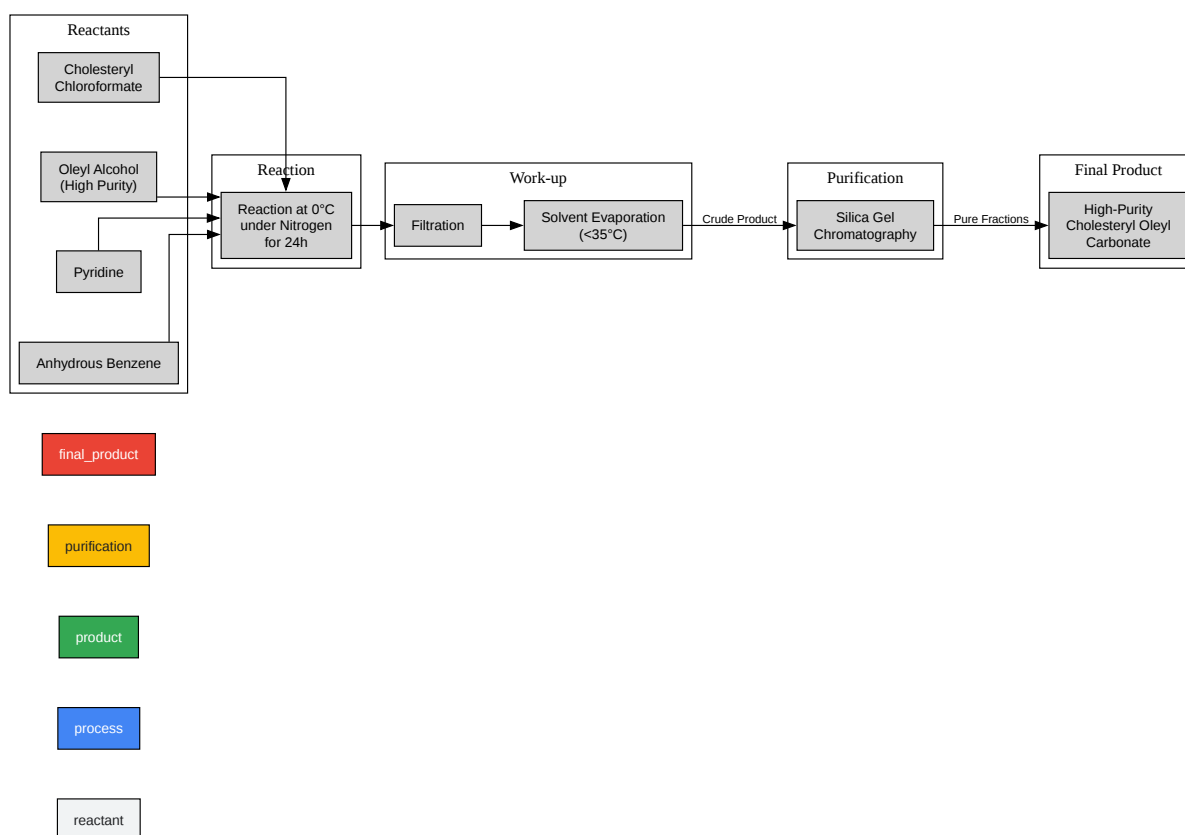 Reactants
Cholesteryl
Chloroformate
Oleyl Alcohol
(High Purity)
Pyridine
Anhydrous Benzene
Reaction
Reaction at 0°C
under Nitrogen
for 24h
Work-up
Filtration
Solvent Evaporation
(<35°C)
Crude Product
Purification
Silica Gel
Chromatography
Pure Fractions
Final Product
High-Purity
Cholesteryl Oleyl
Carbonate
final_product
purification
product
process
reactant